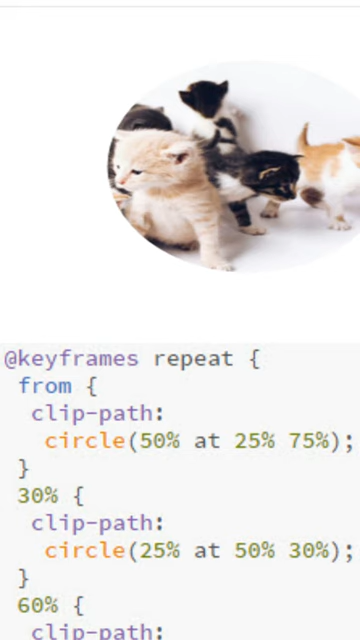 @keyframes repeat {
from {
clip-path:
circle(50% at 25% 75%);
}
30% {
clip-path:
circle(25% at 50% 30%);
}
60% {
clip-path: